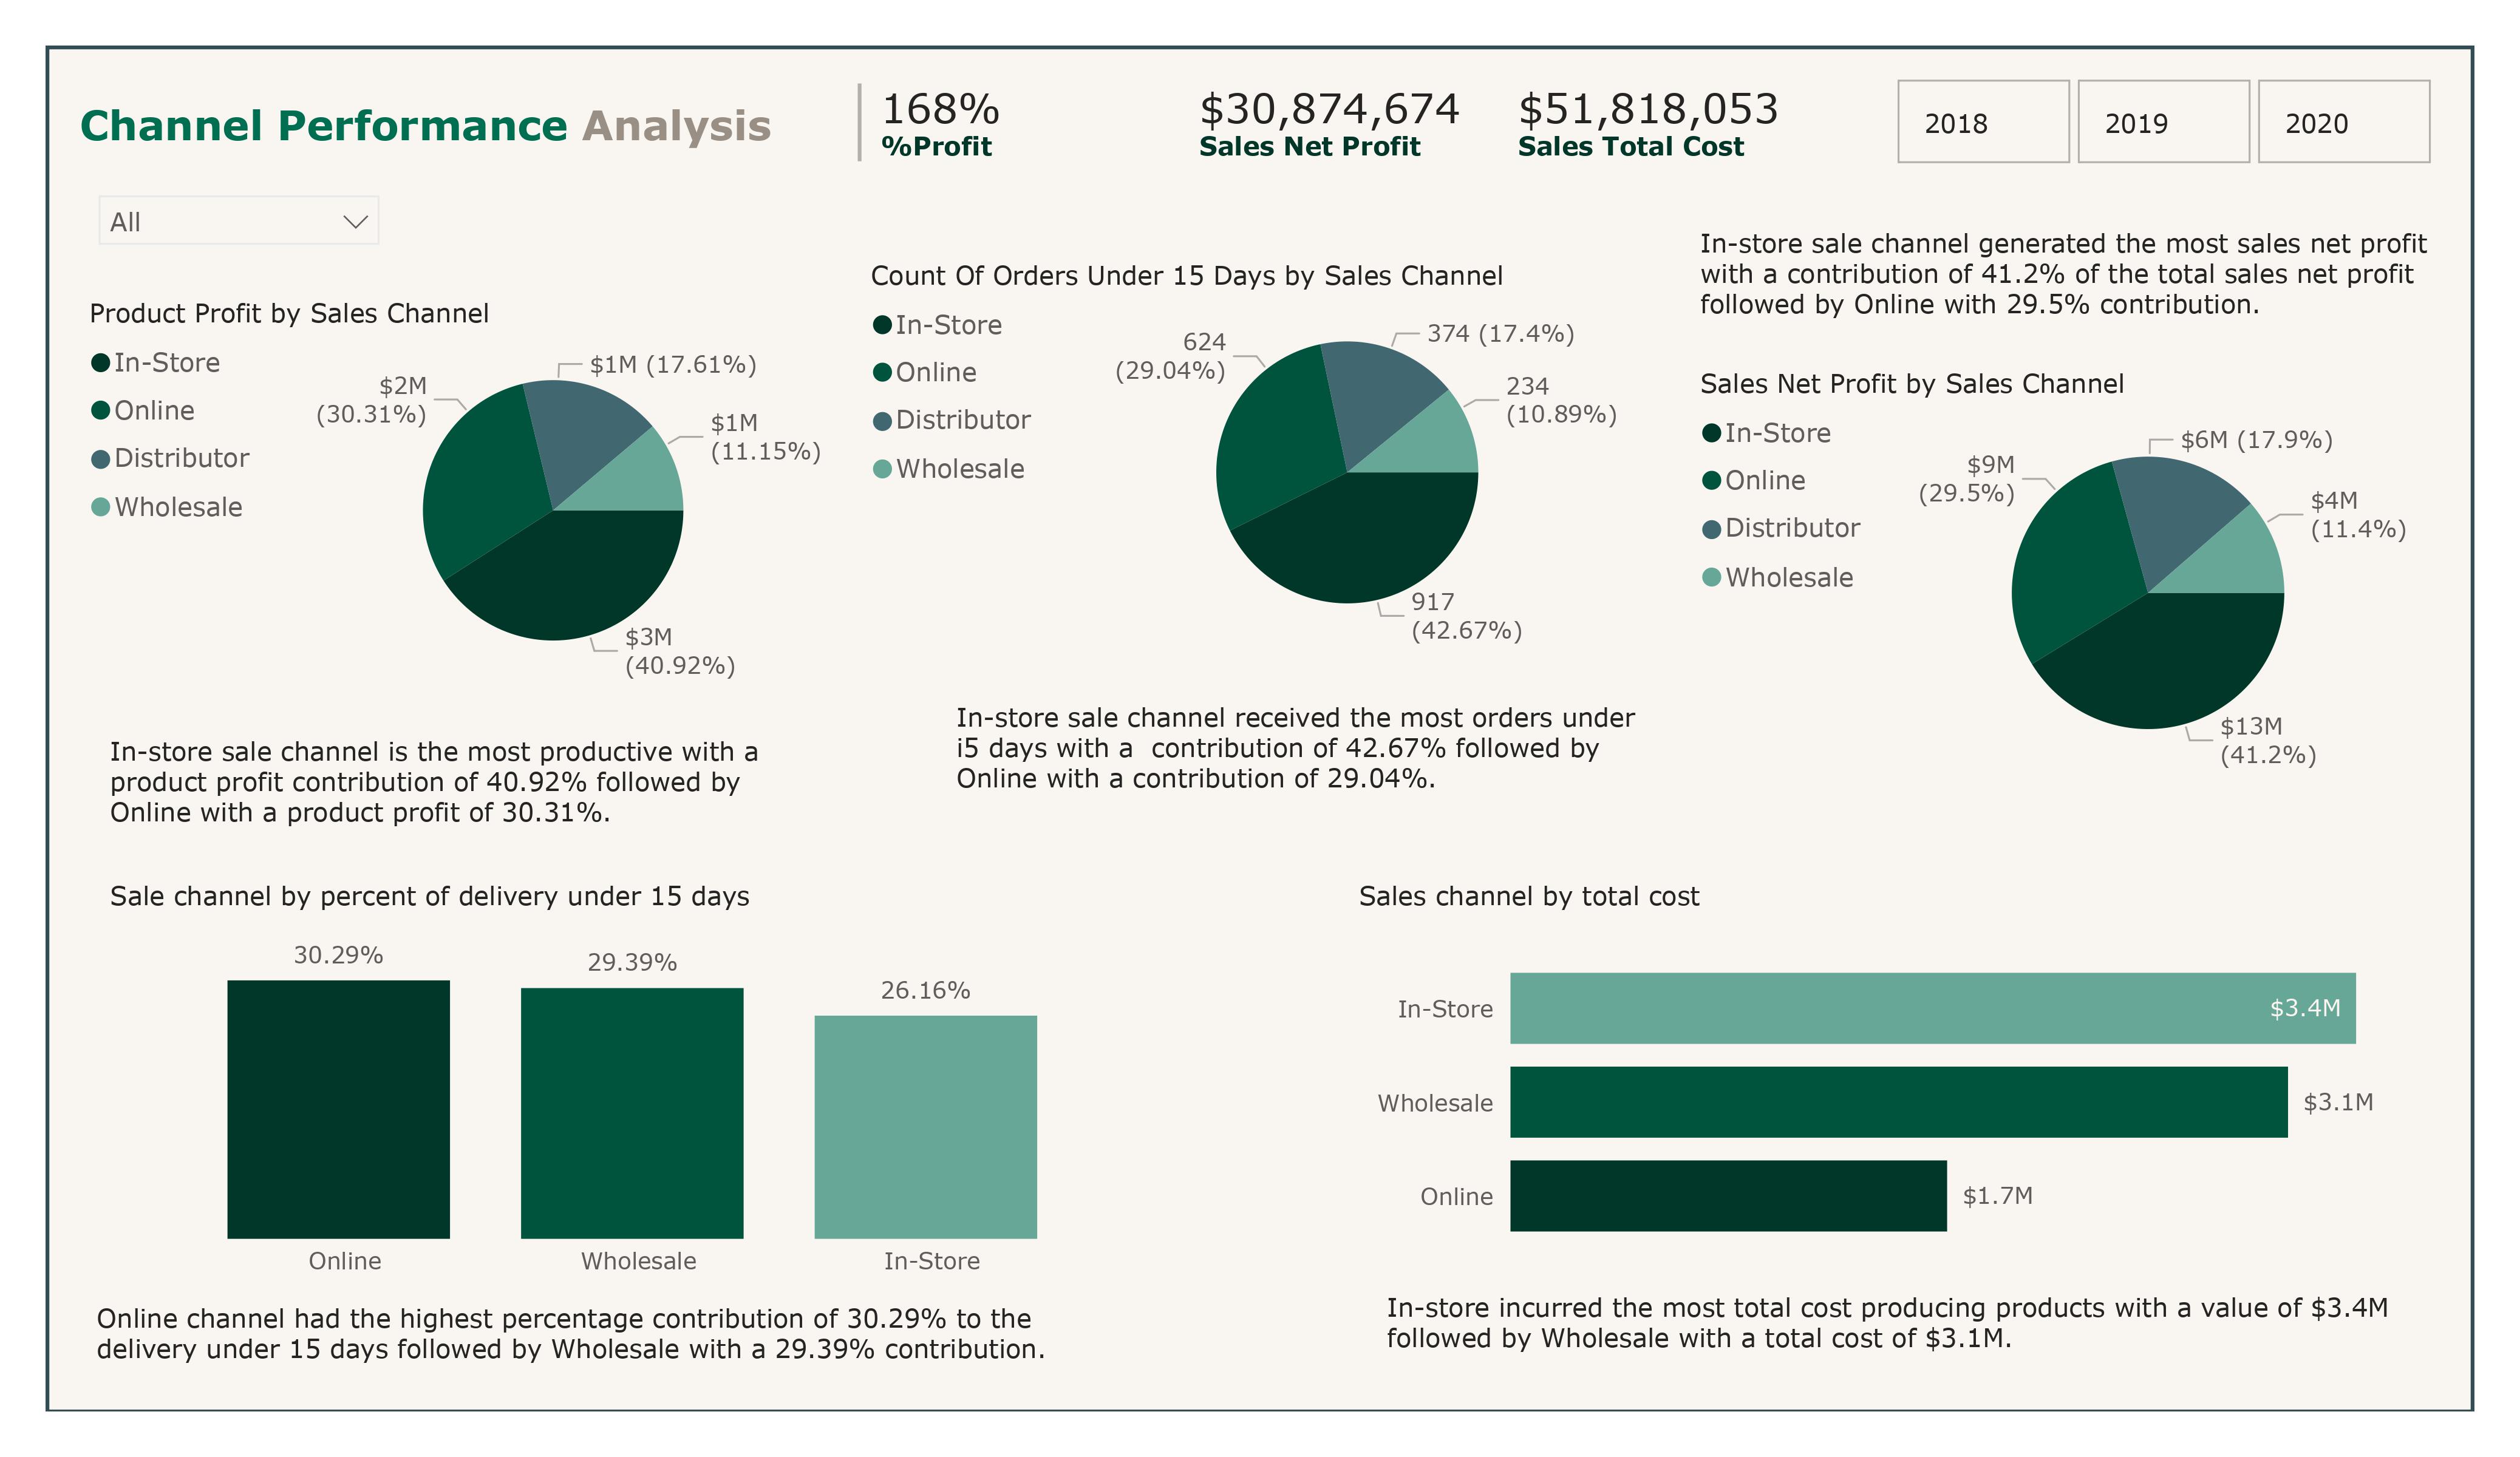 Channel Performance Analysis
168%
%Profit
$30,874,674
Sales Net Profit
$51,818,053
Sales Total Cost
2018
2019
2020
All
Product Profit by Sales Channel
In-Store
Online
Distributor
Wholesale
$2M
(30.31%)
$1M (17.61%)
$1M
(11.15%)
$3M
(40.92%)
In-store sale channel is the most productive with a
product profit contribution of 40.92% followed by
Online with a product profit of 30.31%.
Count Of Orders Under 15 Days by Sales Channel
In-Store
Online
Distributor
Wholesale
624
(29.04%)
374 (17.4%)
234
(10.89%)
917
(42.67%)
In-store sale channel received the most orders under
i5 days with a  contribution of 42.67% followed by
Online with a contribution of 29.04%.
In-store sale channel generated the most sales net profit
with a contribution of 41.2% of the total sales net profit
followed by Online with 29.5% contribution.
Sales Net Profit by Sales Channel
In-Store
Online
Distributor
Wholesale
$9M
(29.5%)
$6M (17.9%)
$4M
(11.4%)
$13M
(41.2%)
Sale channel by percent of delivery under 15 days
30.29%
29.39%
26.16%
Online
Wholesale
In-Store
Online channel had the highest percentage contribution of 30.29% to the
delivery under 15 days followed by Wholesale with a 29.39% contribution.
Sales channel by total cost
In-Store
$3.4M
Wholesale
$3.1M
Online
$1.7M
In-store incurred the most total cost producing products with a value of $3.4M
followed by Wholesale with a total cost of $3.1M.